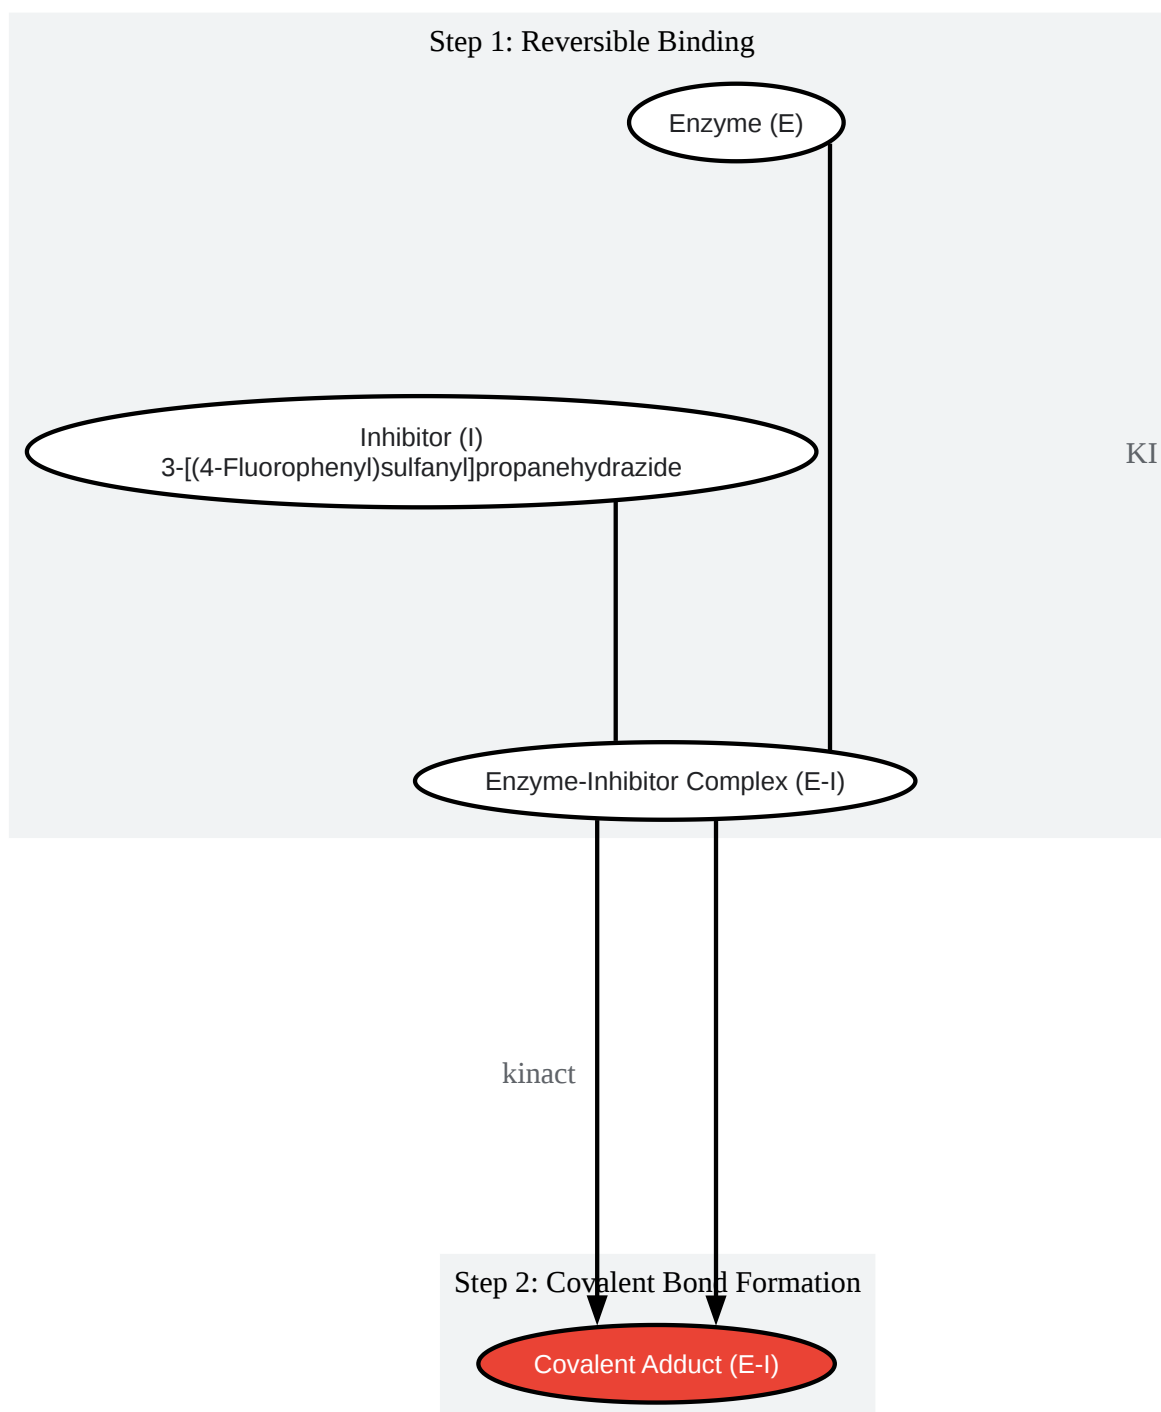 Step 1: Reversible Binding
Enzyme (E)
Inhibitor (I)
3-[(4-Fluorophenyl)sulfanyl]propanehydrazide
KI
Enzyme-Inhibitor Complex (E-I)
kinact
Step 2: Covalent Bond Formation
Covalent Adduct (E-I)